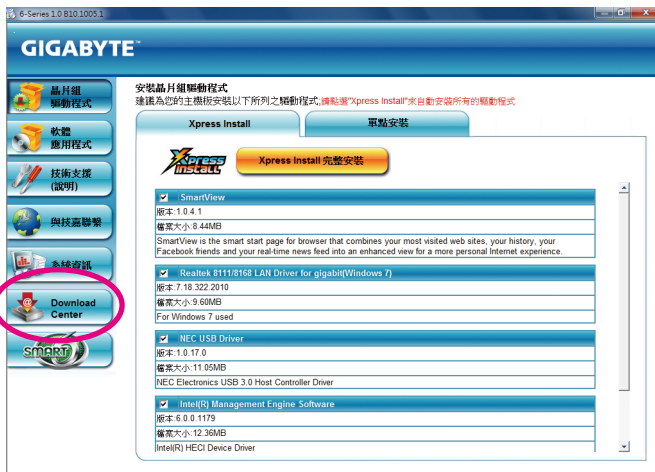 6-Series 1.0 B10.1005.1
GIGABYTE™
晶片組
驅動程式
軟體
應用程式
技術支援
(說明)
與技嘉聯繫
系統資訊
Download
Center
SMART
安裝晶片組驅動程式
建議為您的主機板安裝以下所列之驅動程式;請點選"Xpress Install"來自動安裝所有的驅動程式
Xpress Install
單點安裝
Xpress
INSTALL
Xpress Install 完整安裝
SmartView
版本:1.0.4.1
檔案大小:8.44MB
SmartView is the smart start page for browser that combines your most visited web sites, your history, your
Facebook friends and your real-time news feed into an enhanced view for a more personal Internet experience.
Realtek 8111/8168 LAN Driver for gigabit(Windows 7)
版本:7.18.322.2010
檔案大小:9.60MB
For Windows 7 used
NEC USB Driver
版本:1.0.17.0
檔案大小:11.05MB
NEC Electronics USB 3.0 Host Controller Driver
Intel(R) Management Engine Software
版本:6.0.0.1179
檔案大小:12.36MB
Intel(R) HECI Device Driver